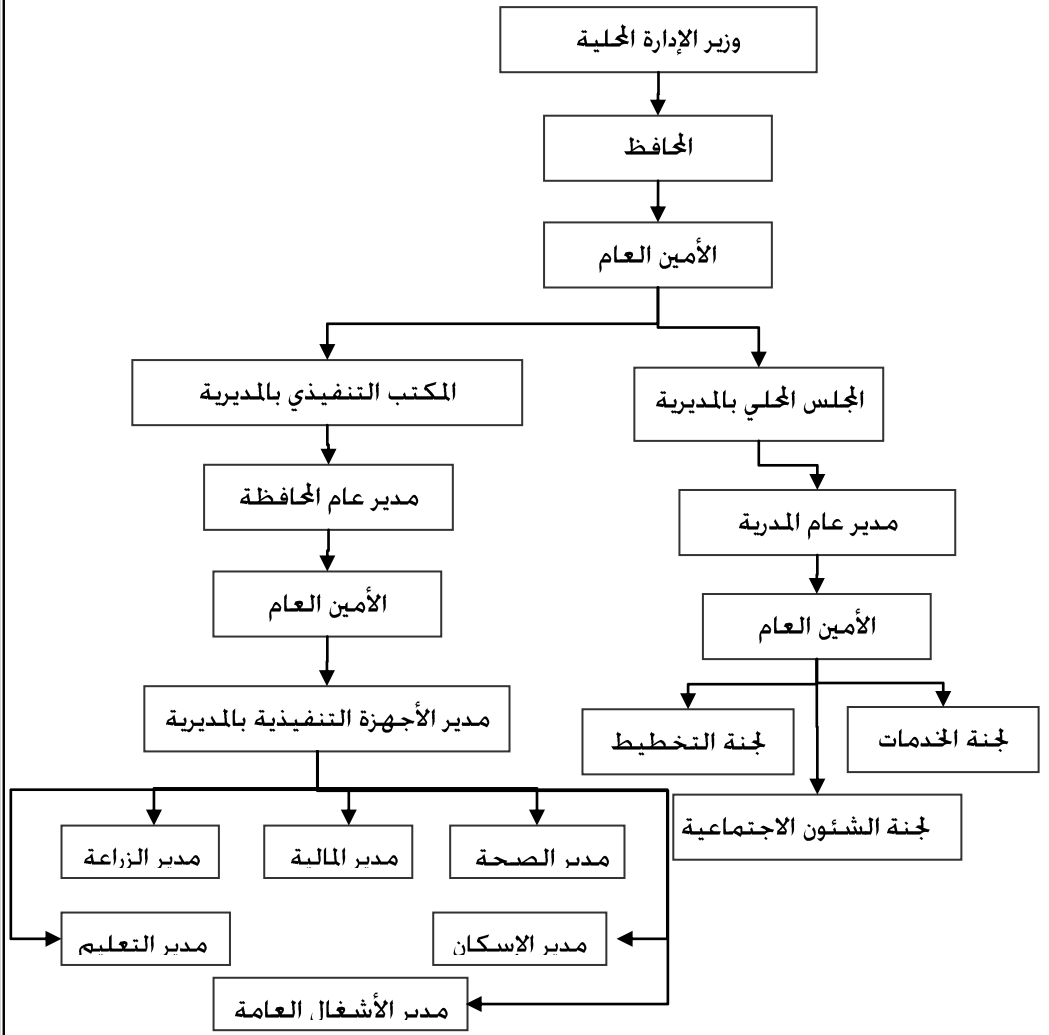 وزير الإدارة المحلية
المحافظ
الأمين العام
المجلس المحلي بالمديرية
المكتب التنفيذي بالمديرية
مدير عام المدرية
مدير عام المحافظة
الأمين العام
الأمين العام
لجنة الخدمات
لجنة التخطيط
لجنة الشئون الاجتماعية
مدير الأجهزة التنفيذية بالمديرية
مدير الصحة
مدير المالية
مدير الزراعة
مدير الإسكان
مدير التعليم
مدير الأشغال العامة